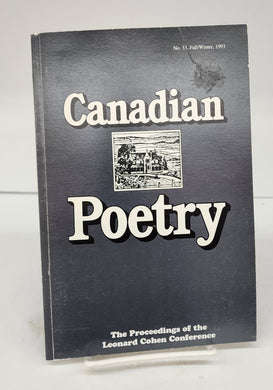 No. 33, Fall/Winter, 1993
Canadian
Poetry
The Proceedings of the
Leonard Cohen Conference